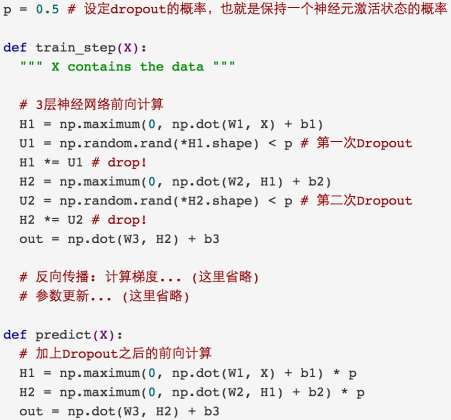 p = 0.5 # 设定dropout的概率，也就是保持一个神经元激活状态的概率
def train_step(X):
""" X contains the data """
# 3层神经网络前向计算
H1 = np.maximum(0, np.dot(W1, X) + b1)
U1 = np.random.rand(*H1.shape) < p # 第一次Dropout
H1 *= U1 # drop!
H2 = np.maximum(0, np.dot(W2, H1) + b2)
U2 = np.random.rand(*H2.shape) < p # 第二次Dropout
H2 *= U2 # drop!
out = np.dot(W3, H2) + b3
# 反向传播：计算梯度... (这里省略)
# 参数更新... (这里省略)
def predict(X):
# 加上Dropout之后的前向计算
H1 = np.maximum(0, np.dot(W1, X) + b1) * p
H2 = np.maximum(0, np.dot(W2, H1) + b2) * p
out = np.dot(W3, H2) + b3